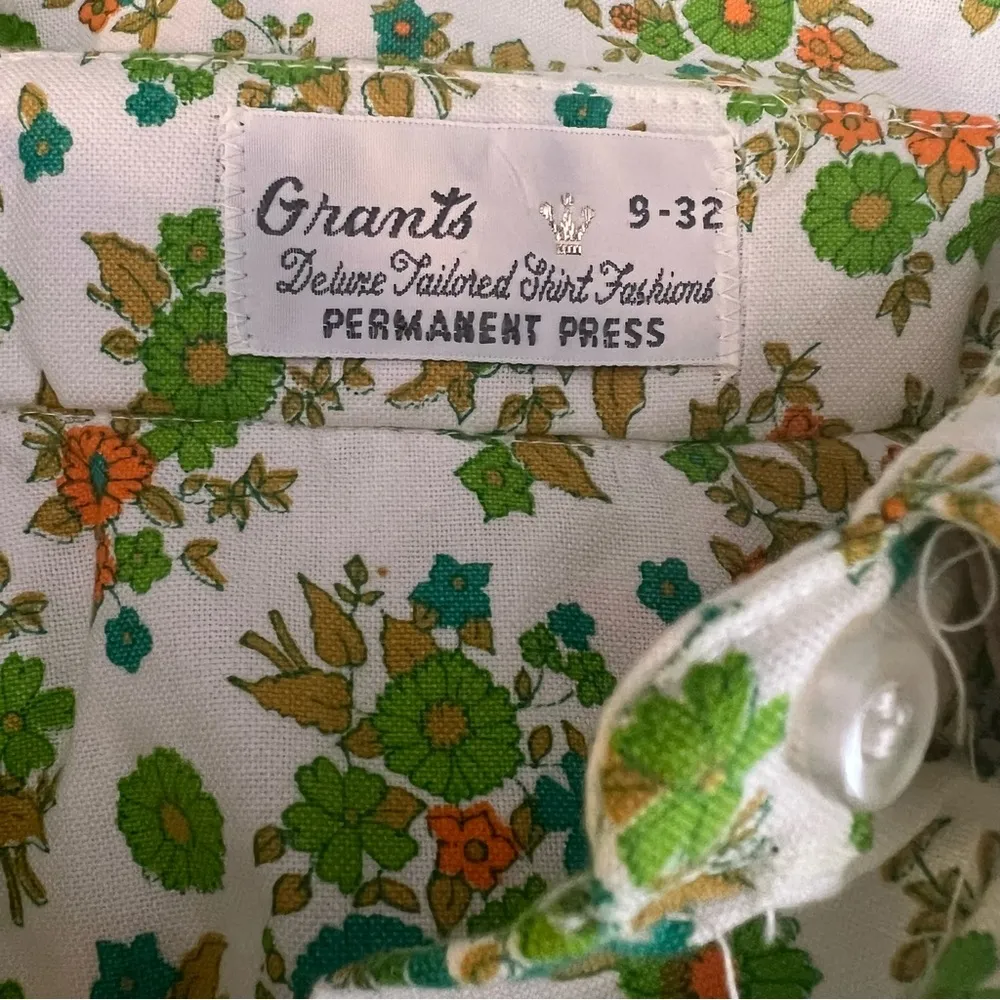 Grants 9-32
Deluxe Tailored Shirt Fashions
PERMANENT PRESS